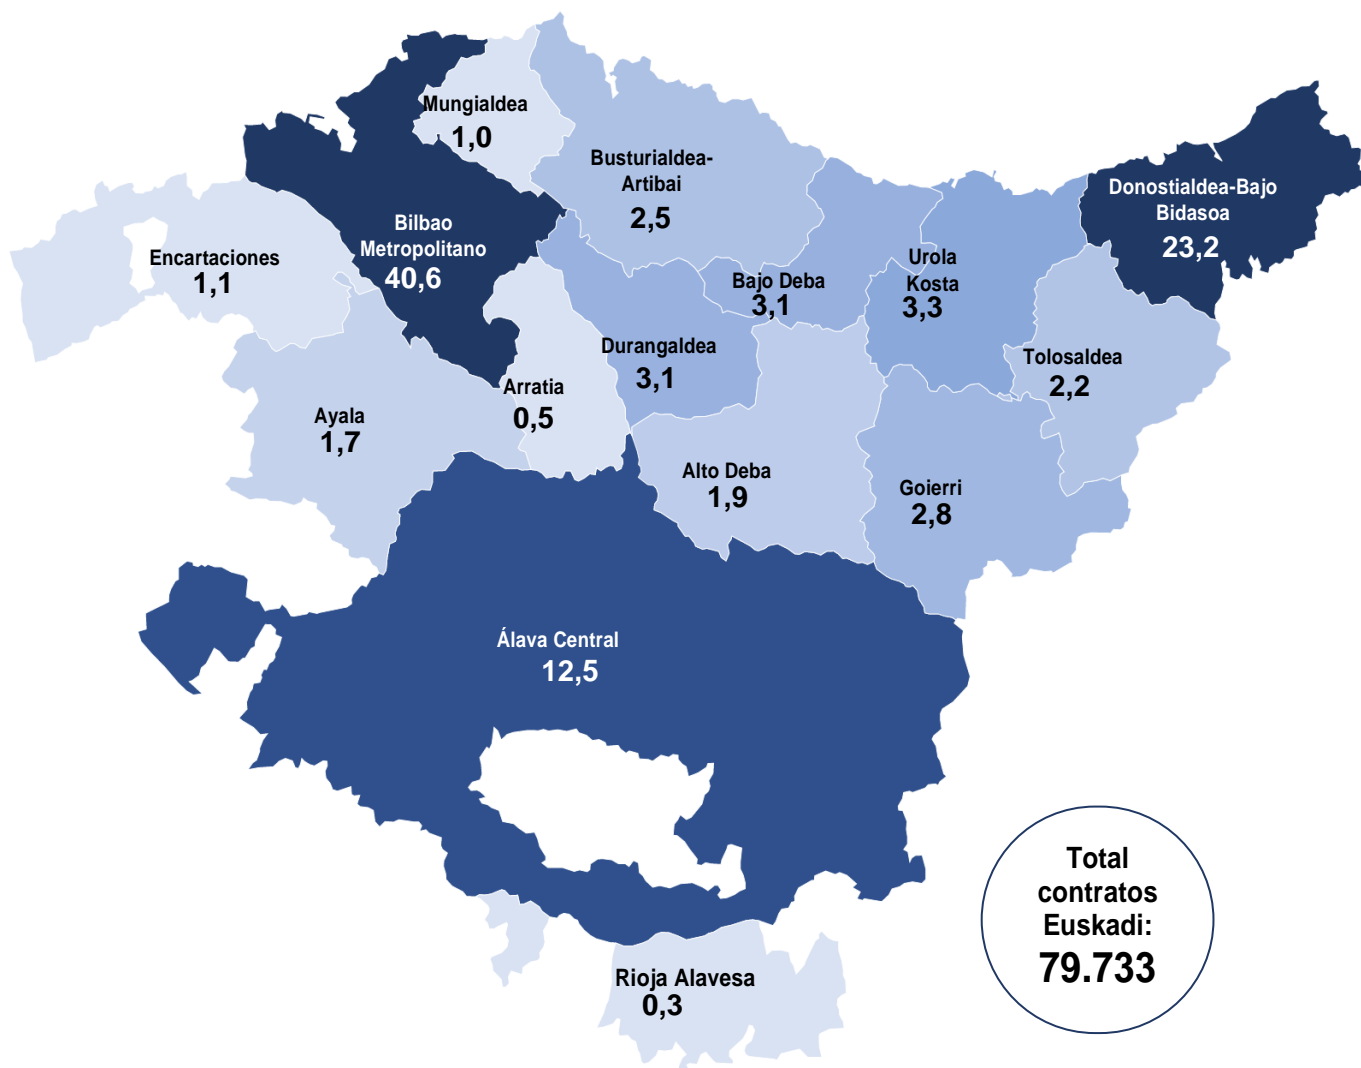 Mungialdea
1,0
Busturialdea-
Artibai
2,5
Donostialdea-Bajo
Bidasoa
23,2
Bilbao
Metropolitano
40,6
Encartaciones
1,1
Urola
Kosta
3,3
Bajo Deba
3,1
Durangaldea
3,1
Tolosaldea
2,2
Arratia
0,5
Ayala
1,7
Alto Deba
1,9
Goierri
2,8
Álava Central
12,5
Total
contratos
Euskadi:
79.733
Rioja Alavesa
0,3